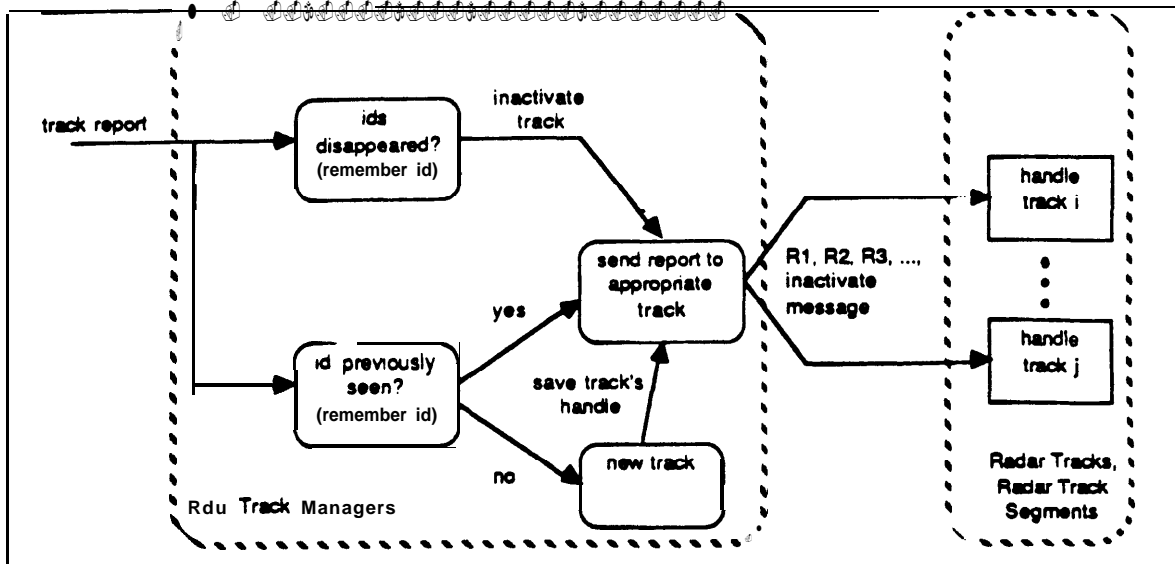 track report
ids
disappeared?
(remember id)
inactivate
track
send report to
appropriate
track
yes
id previously
seen?
(remember id)
save track's
handle
no
new track
Rdu Track Managers
R1, R2, R3, ...,
inactivate
message
handle
track i
handle
track j
Radar Tracks,
Radar Track
Segments